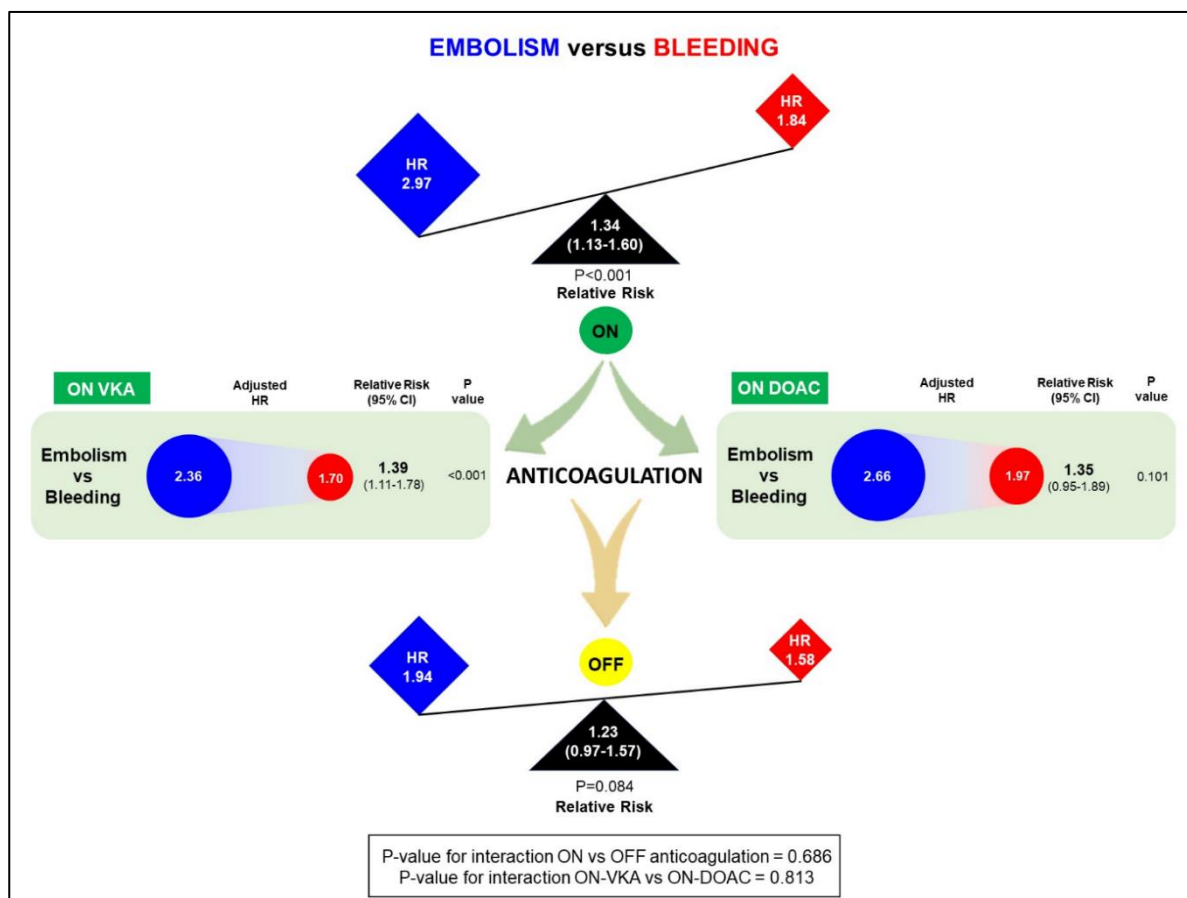 EMBOLISM versus BLEEDING
HR
1.84
HR
2.97
1.34
(1.13-1.60)
P<0.001
Relative Risk
ON
ON VKA
Adjusted
HR
Relative Risk
(95% CI)
P
value
Embolism
vs
Bleeding
2.36
1.70
1.39
(1.11-1.78)
<0.001
ANTICOAGULATION
ON DOAC
Adjusted
HR
Relative Risk
(95% CI)
P
value
Embolism
vs
Bleeding
2.66
1.97
1.35
(0.95-1.89)
0.101
HR
1.94
OFF
HR
1.58
1.23
(0.97-1.57)
P=0.084
Relative Risk
P-value for interaction ON vs OFF anticoagulation = 0.686
P-value for interaction ON-VKA vs ON-DOAC = 0.813